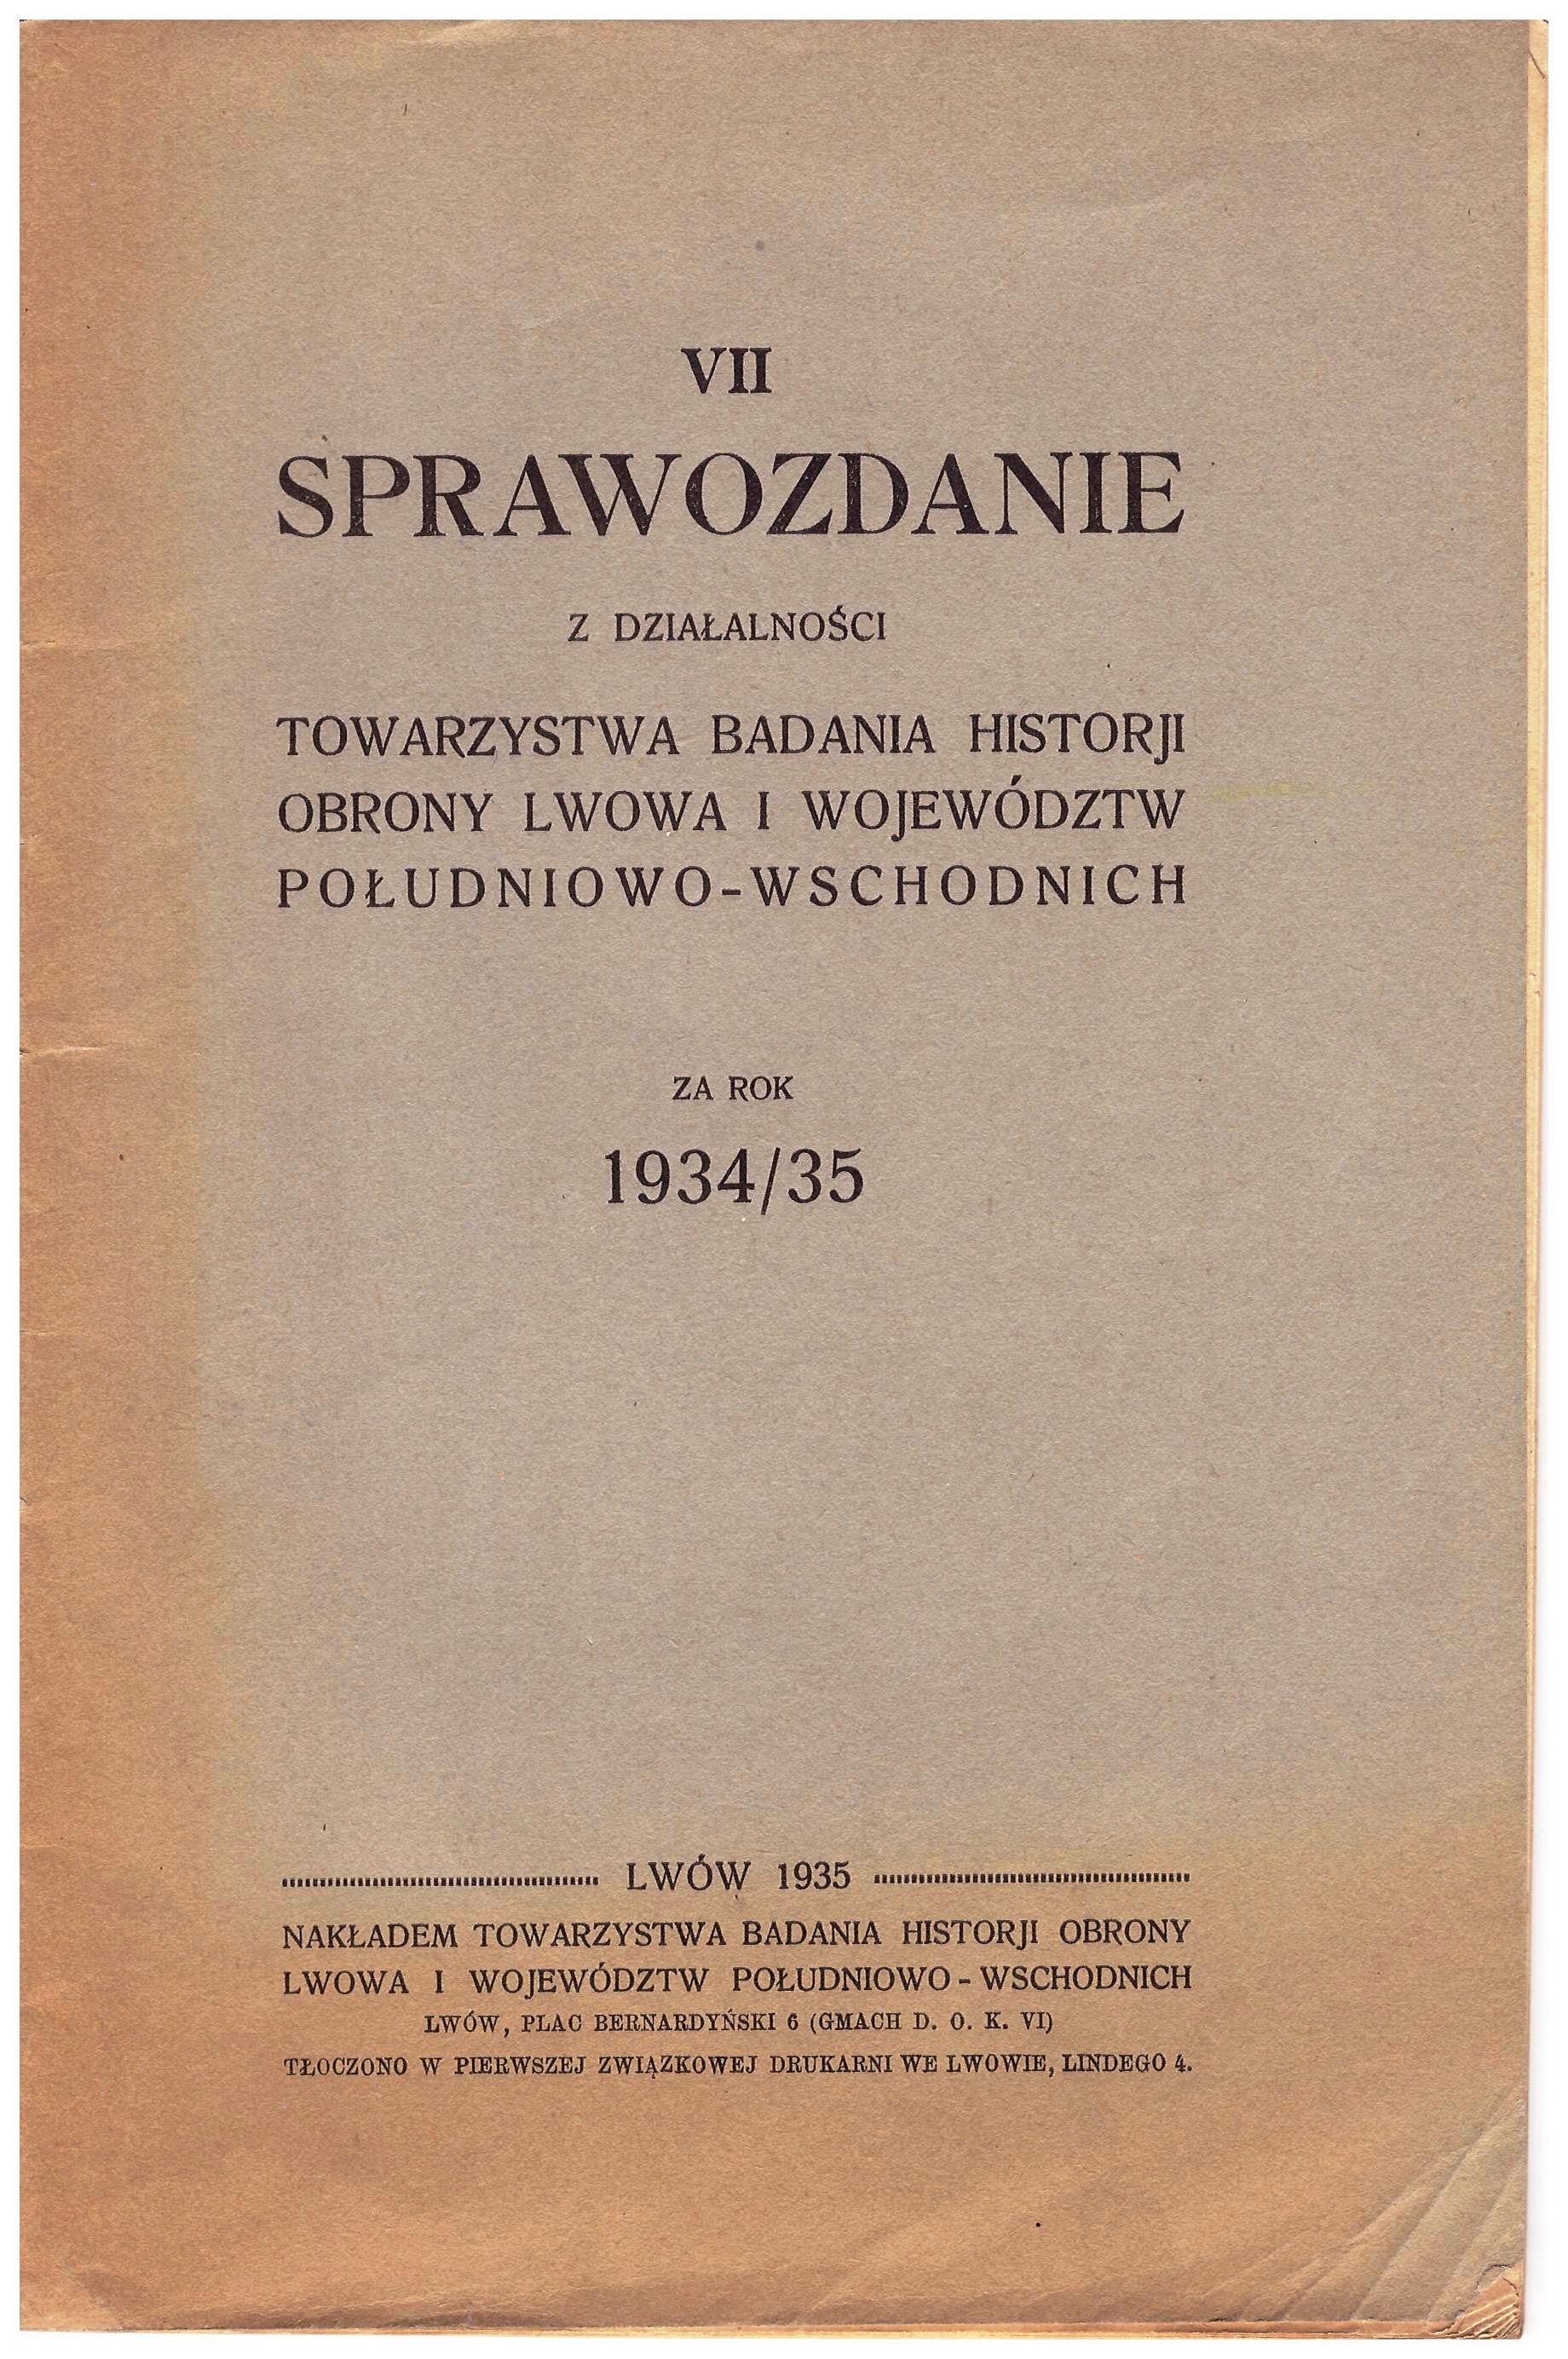 VII
SPRAWOZDANIE
Z DZIAŁALNOŚCI
TOWARZYSTWA BADANIA HISTORJI
OBRONY LWOWA I WOJEWÓDZTW
POŁUDNIOWO-WSCHODNICH
ZA ROK
1934/35
LWÓW 1935
NAKŁADEM TOWARZYSTWA BADANIA HISTORJI OBRONY
LWOWA I WOJEWÓDZTW POŁUDNIOWO-WSCHODNICH
LWÓW, PLAC BERNARDYŃSKI 6 (GMACH D. O. K. VI)
TŁOCZONO W PIERWSZEJ ZWIĄZKOWEJ DRUKARNI WE LWOWIE, LINDEGO 4.